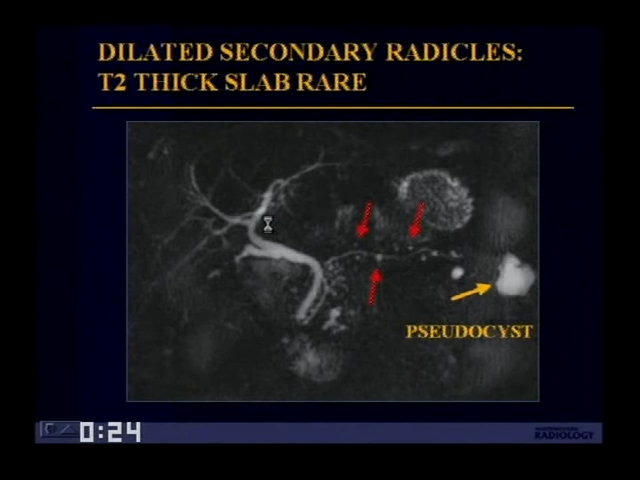 DILATED SECONDARY RADICLES:
T2 THICK SLAB RARE
PSEUDOCYST
0:24
RADIOLOGY